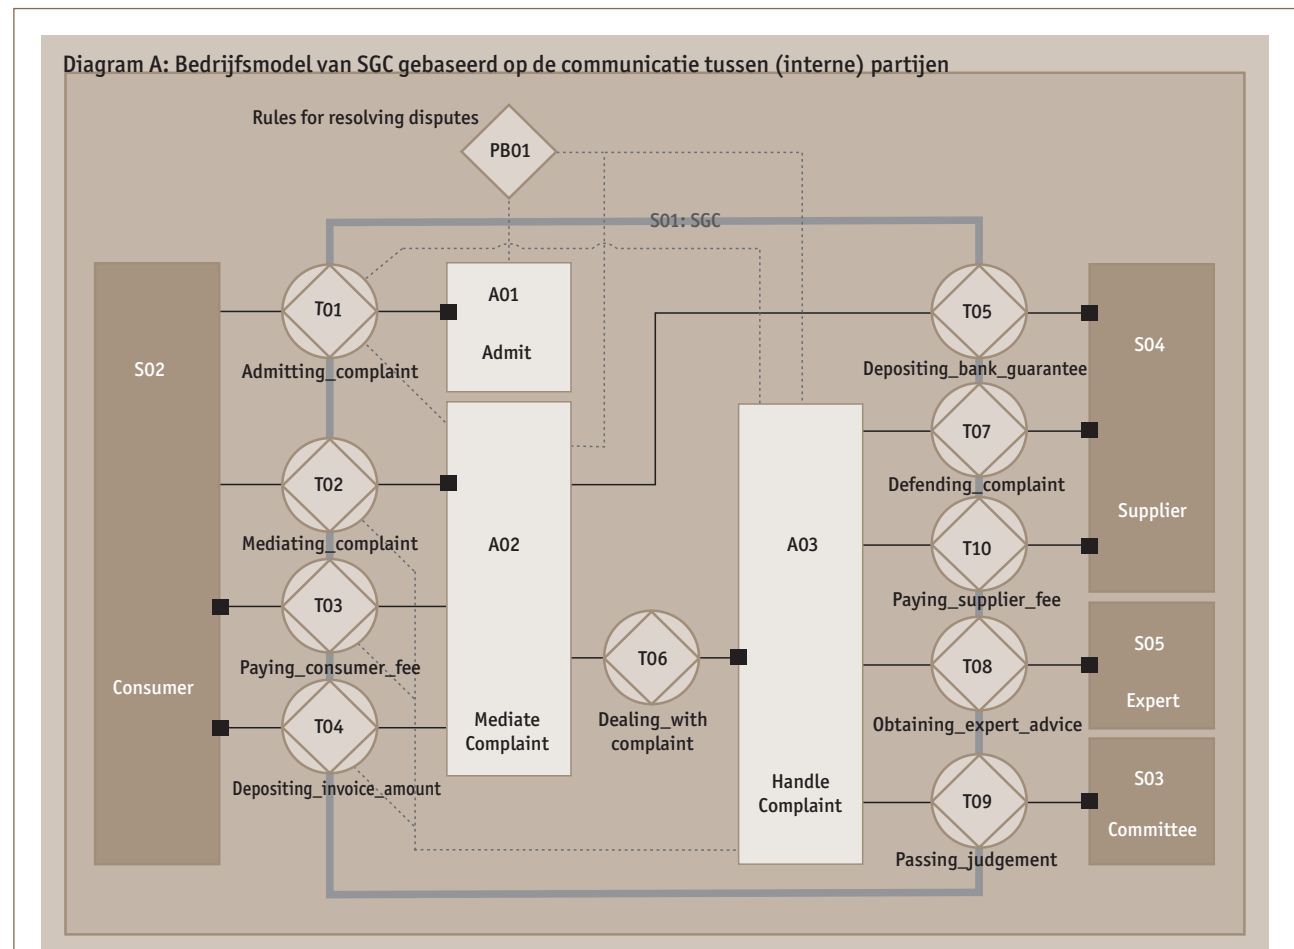 Diagram A: Bedrijfsmodel van SGC gebaseerd op de communicatie tussen (interne) partijen
Rules for resolving disputes
PB01
S01: SGC
S02
Consumer
T01
Admitting_complaint
T02
Mediating_complaint
T03
Paying_consumer_fee
T04
Depositing_invoice_amount
A01
Admit
A02
Mediate
Complaint
T06
Dealing_with
complaint
A03
Handle
Complaint
T05
Depositing_bank_guarantee
T07
Defending_complaint
T10
Paying_supplier_fee
T08
Obtaining_expert_advice
T09
Passing_judgement
S04
Supplier
S05
Expert
S03
Committee